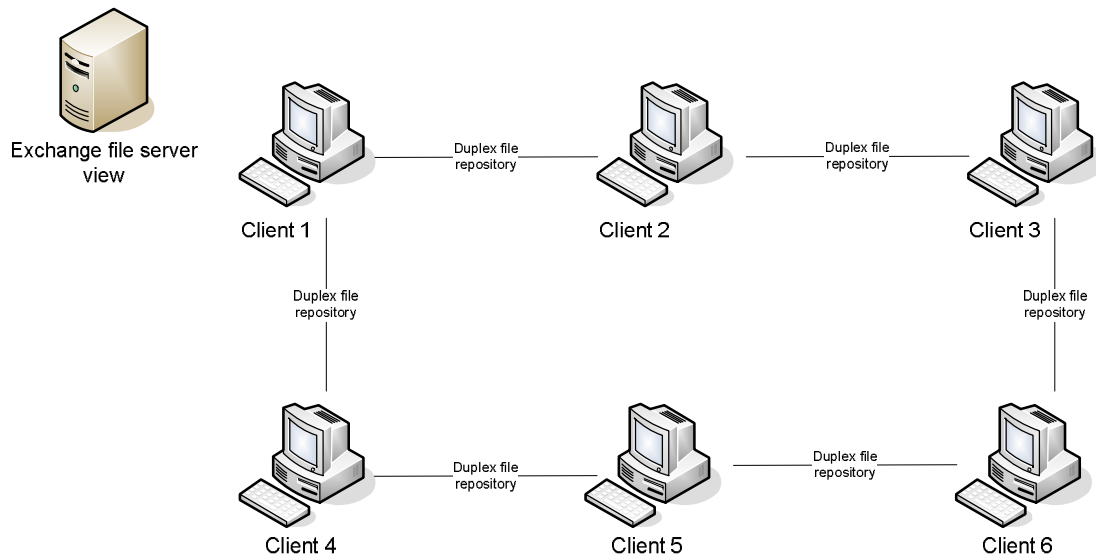 Exchange file server
view
Duplex file
repository
Duplex file
repository
Client 1
Client 2
Client 3
Duplex file
repository
Duplex file
repository
Duplex file
repository
Duplex file
repository
Client 4
Client 5
Client 6